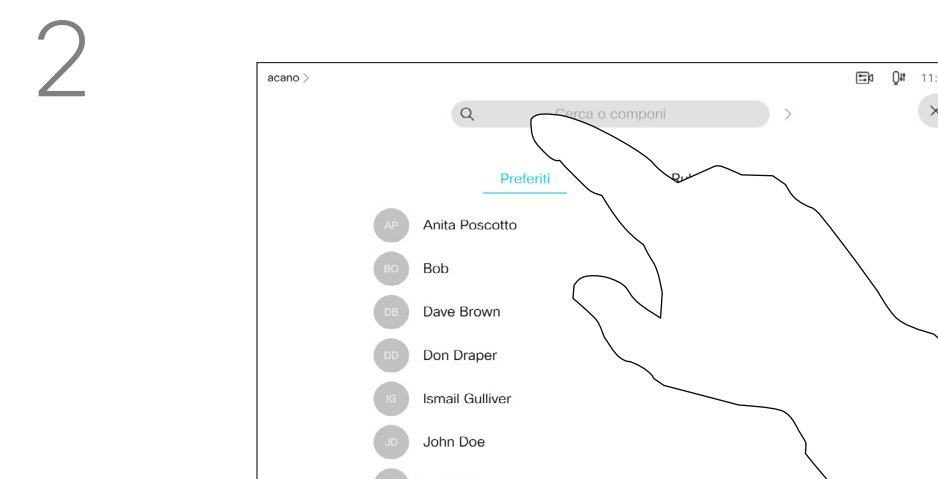 2
acano >
11:
Cerca o componi >
Preferiti
AP Anita Poscotto
BO Bob
DB Dave Brown
DD Don Draper
IG Ismail Gulliver
JD John Doe